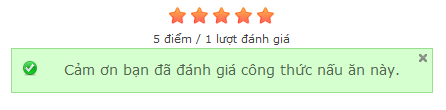 5 điểm / 1 lượt đánh giá
Cảm ơn bạn đã đánh giá công thức nấu ăn này.